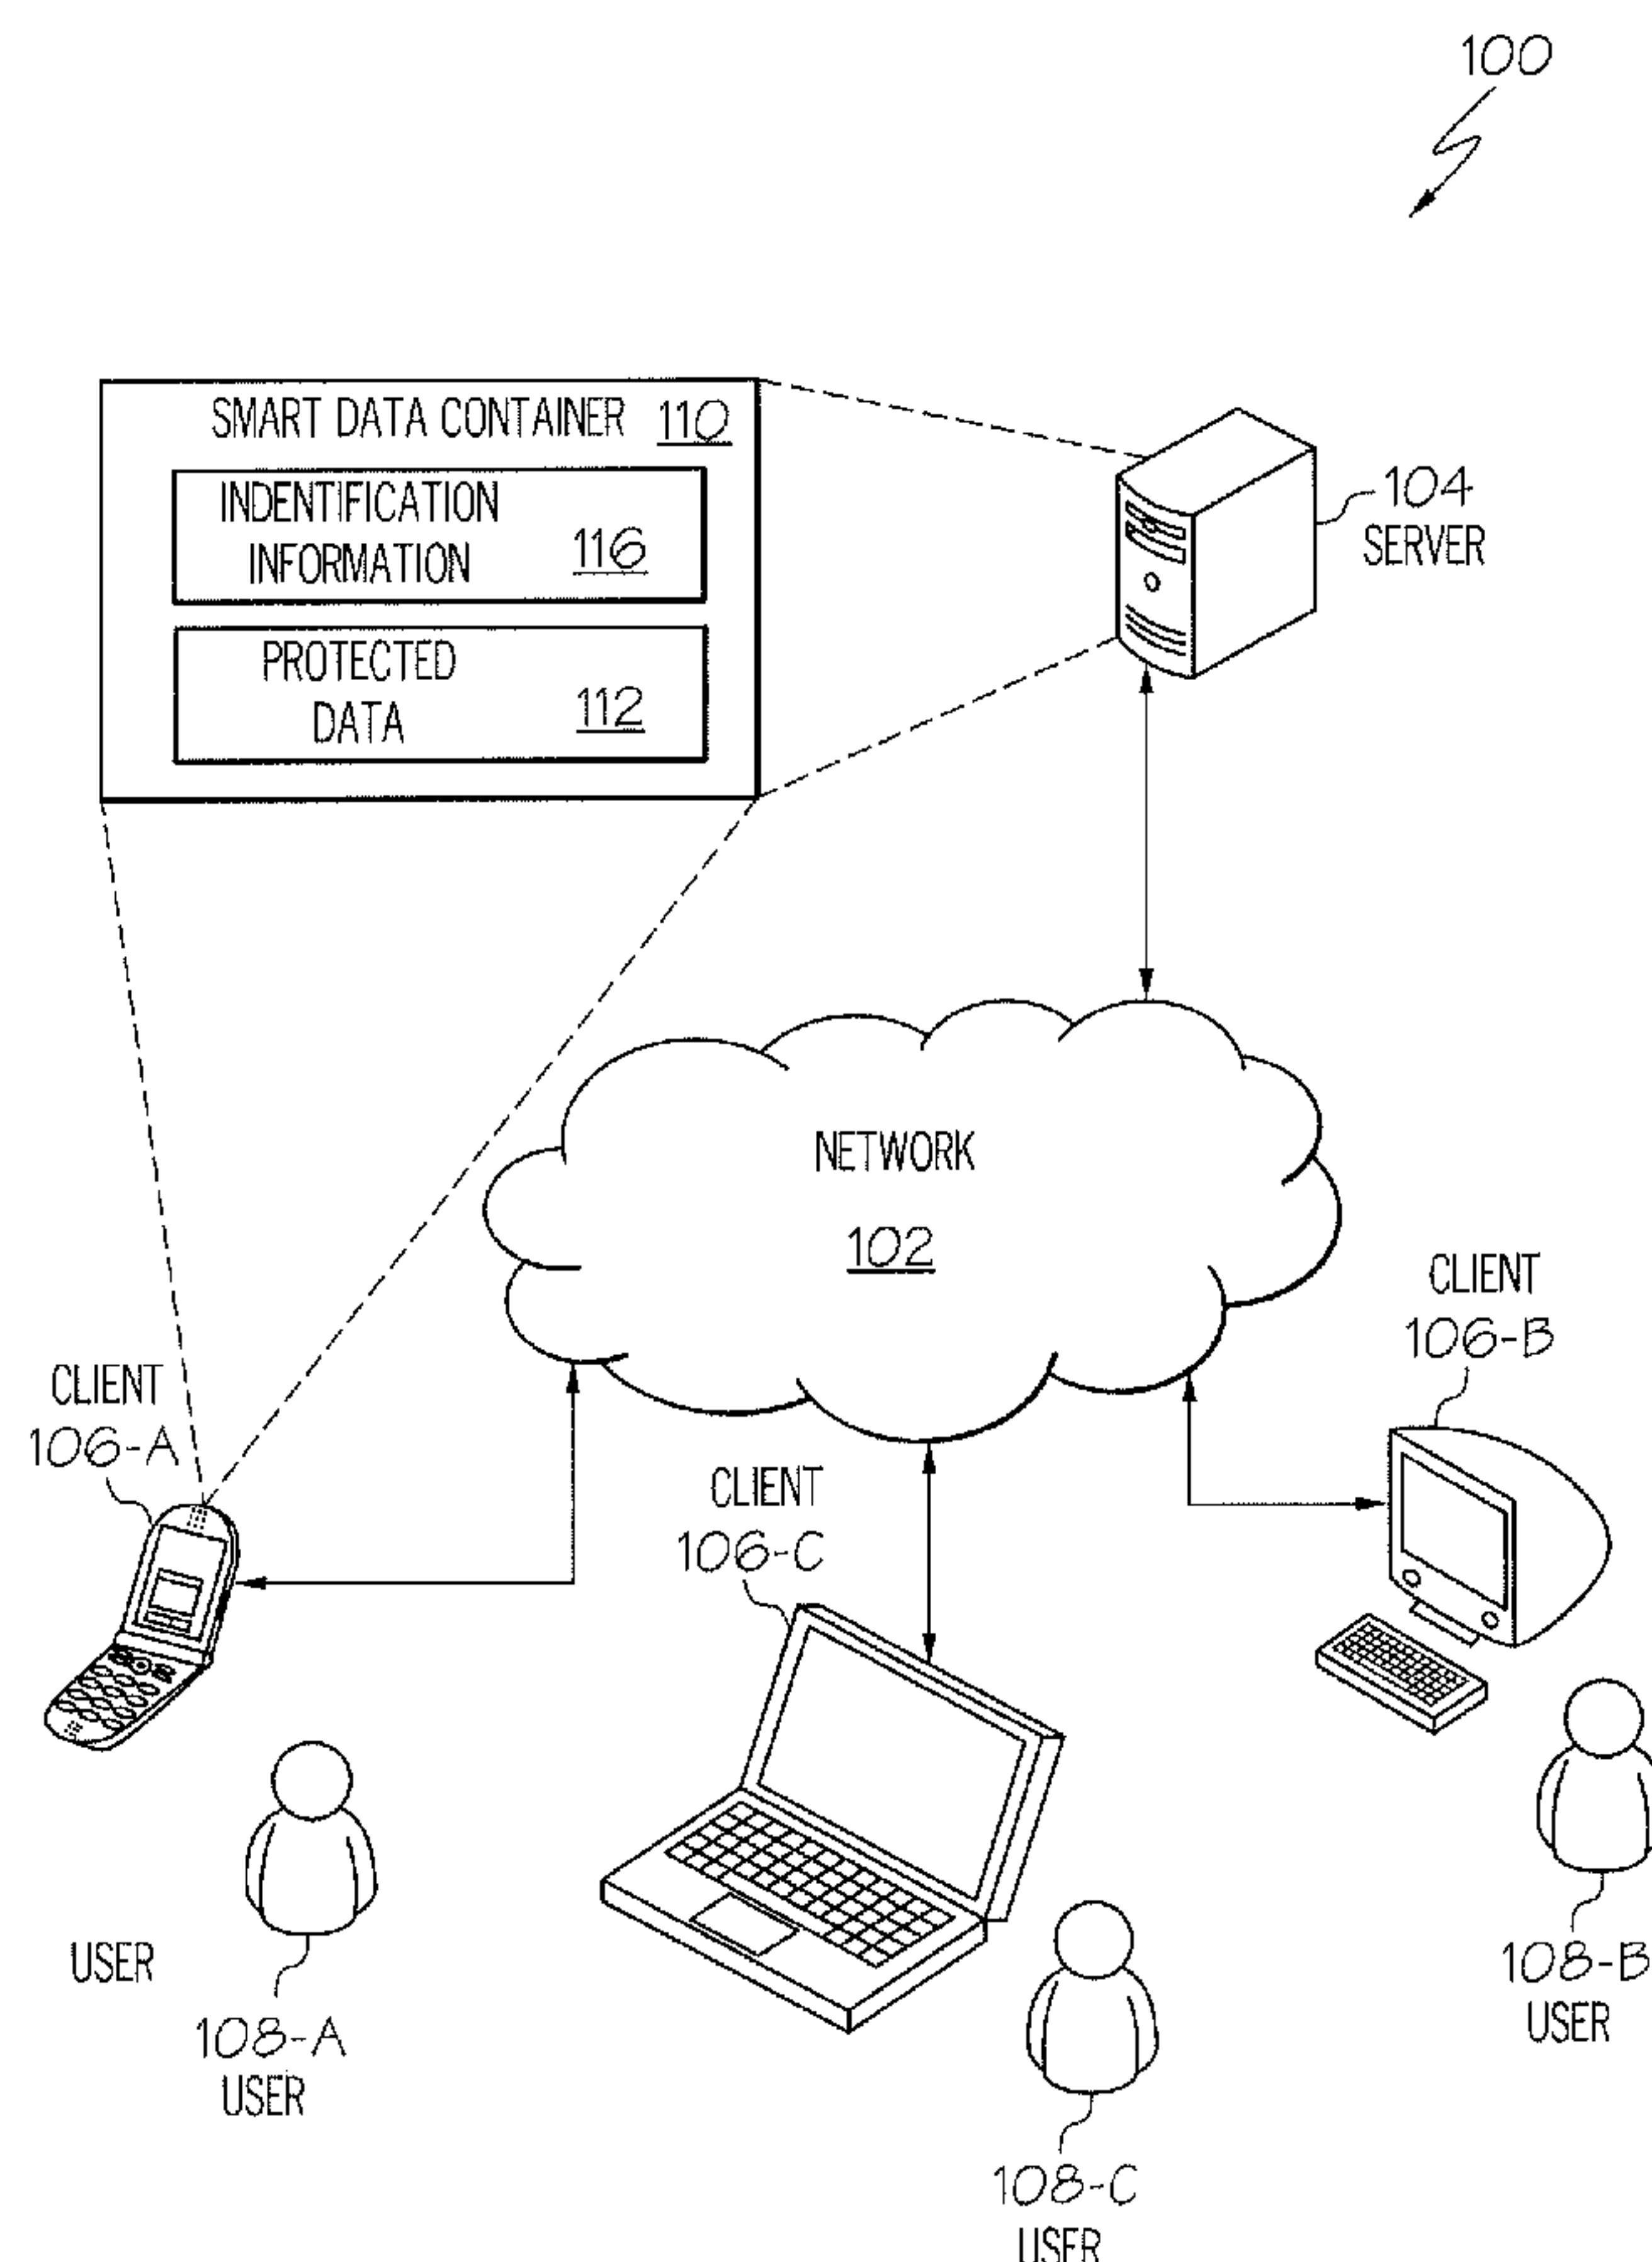 100
SMART DATA CONTAINER 110
INDENTIFICATION
INFORMATION 116
PROTECTED
DATA 112
104
SERVER
NETWORK
102
CLIENT
106-B
CLIENT
106-A
CLIENT
106-C
USER
108-A
USER
108-B
USER
108-C
USER